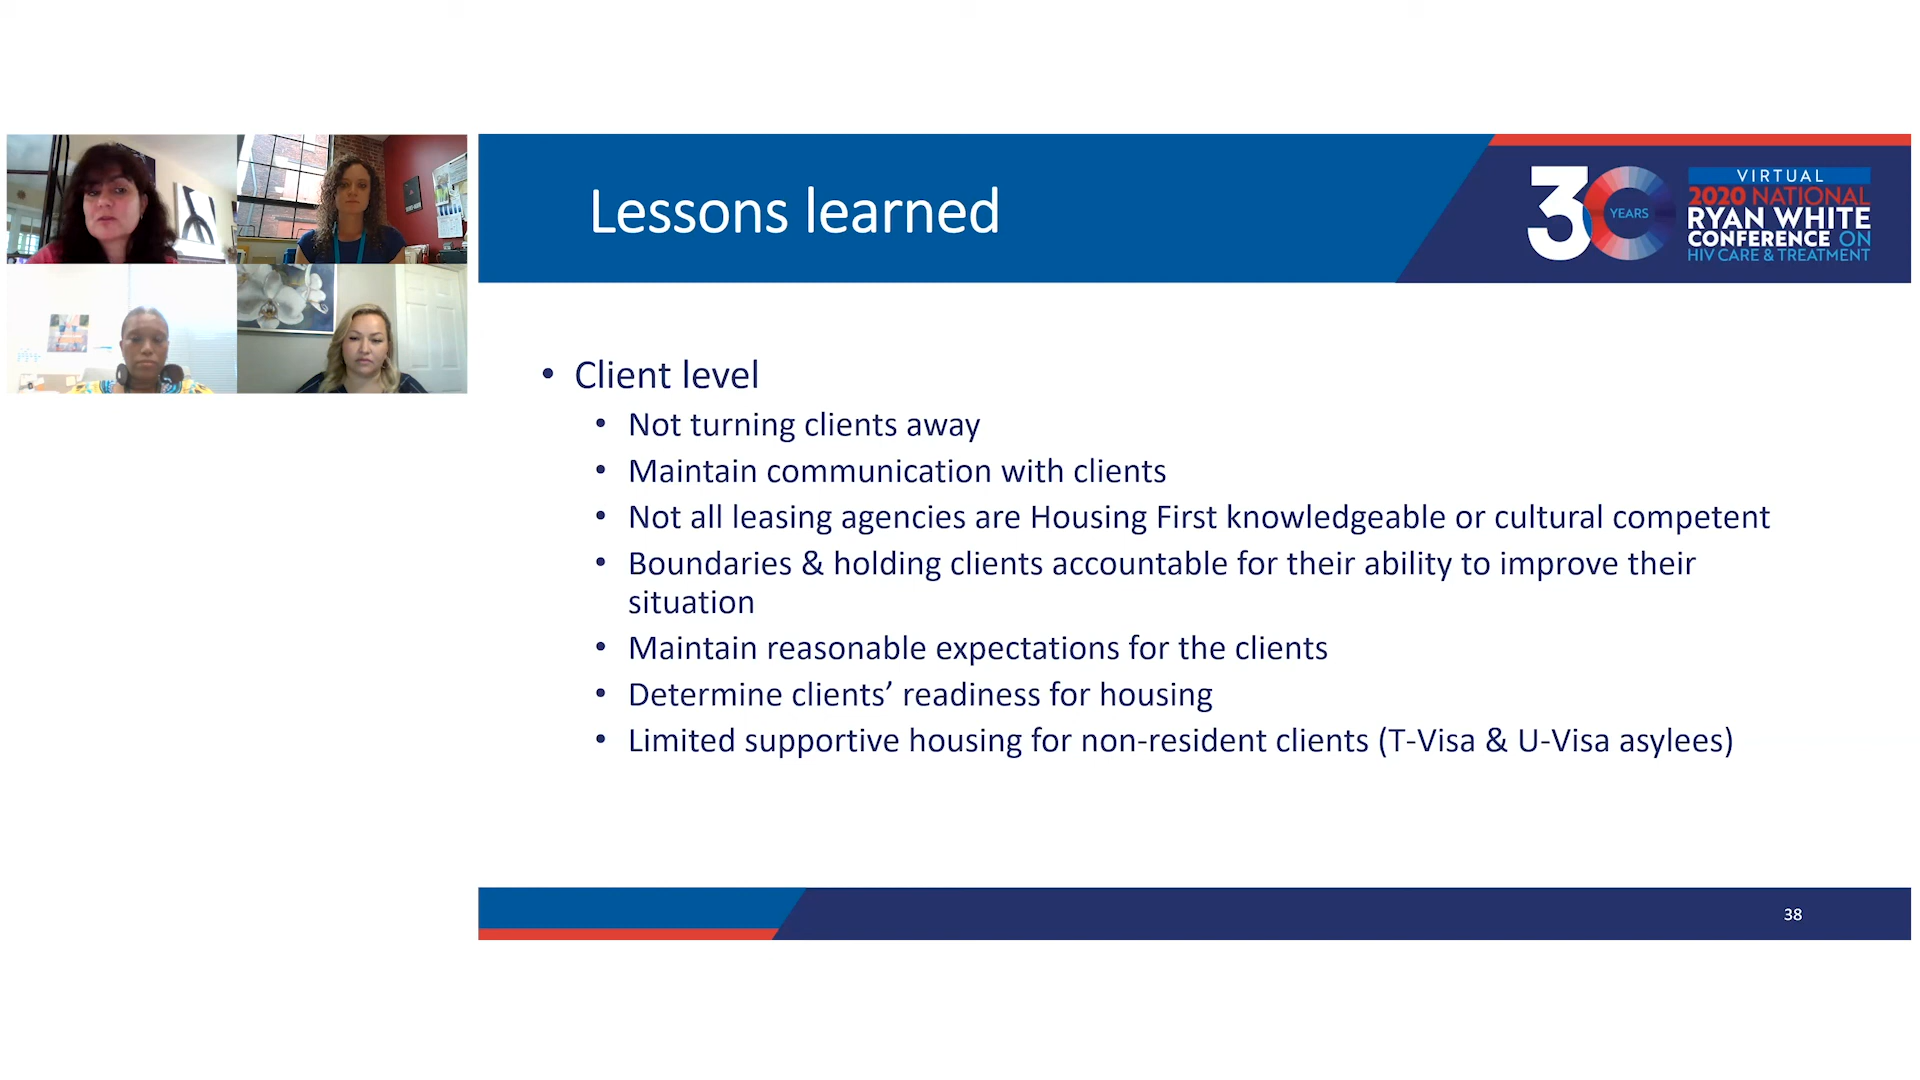 Lessons learned
30
YEARS
VIRTUAL
2020 NATIONAL
RYAN WHITE
CONFERENCE ON
HIV CARE & TREATMENT
• Client level
• Not turning clients away
• Maintain communication with clients
• Not all leasing agencies are Housing First knowledgeable or cultural competent
• Boundaries & holding clients accountable for their ability to improve their
situation
• Maintain reasonable expectations for the clients
• Determine clients’ readiness for housing
• Limited supportive housing for non-resident clients (T-Visa & U-Visa asylees)
38